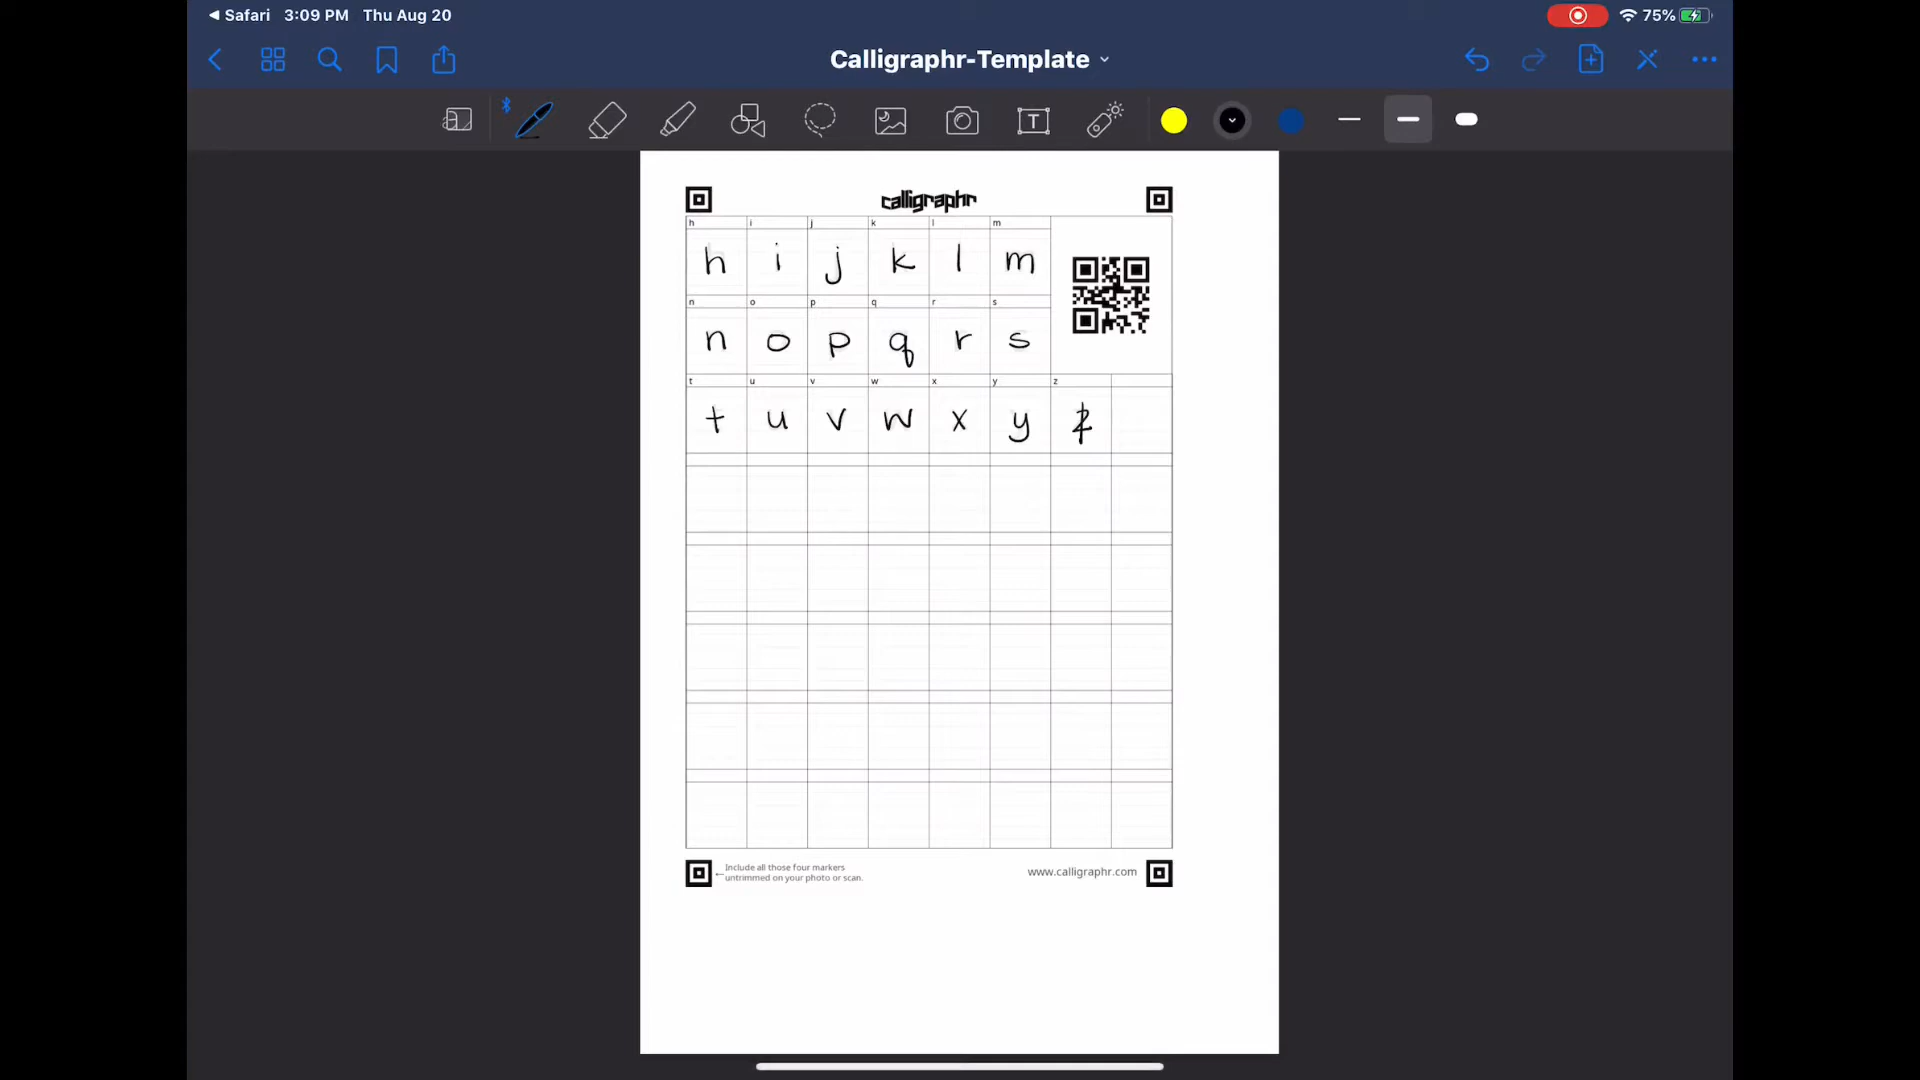 Safari 3:09 PM Thu Aug 20 75%
Calligraphr-Template
T
calligraphr
h i j k l m
h i j k l m
n o p q r s
n o p q r s
t u v w x y z
t u v w x y z
Include all those four markers
untrimmed on your photo or scan.
www.calligraphr.com